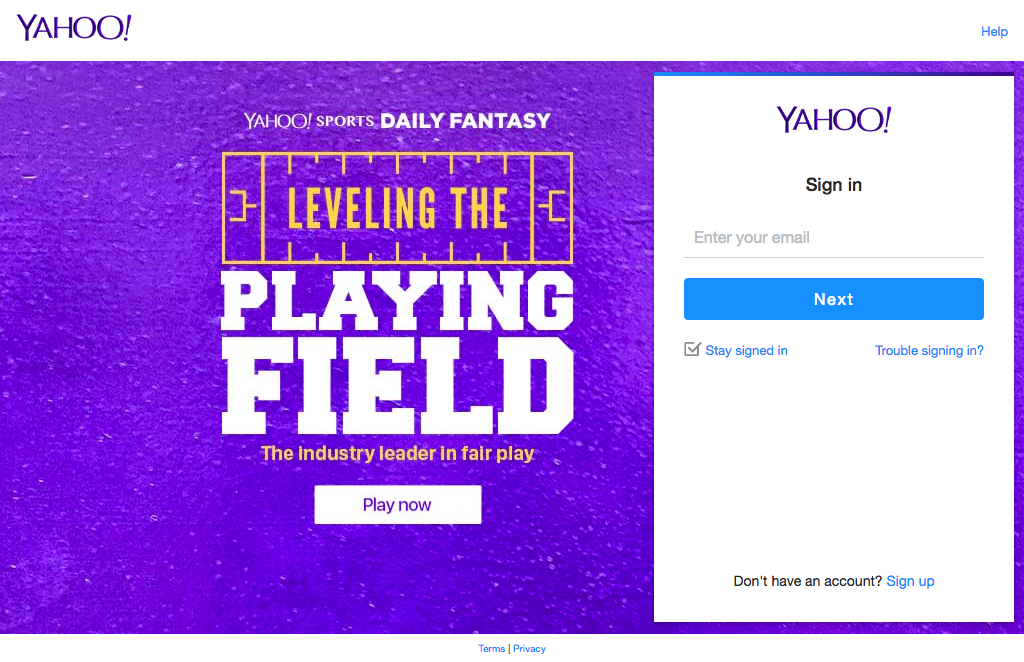 YAHOO!
Help
YAHOO! SPORTS DAILY FANTASY
LEVELING THE
PLAYING
FIELD
The industry leader in fair play
Play now
YAHOO!
Sign in
Enter your email
Next
Stay signed in
Trouble signing in?
Don't have an account? Sign up
Terms | Privacy